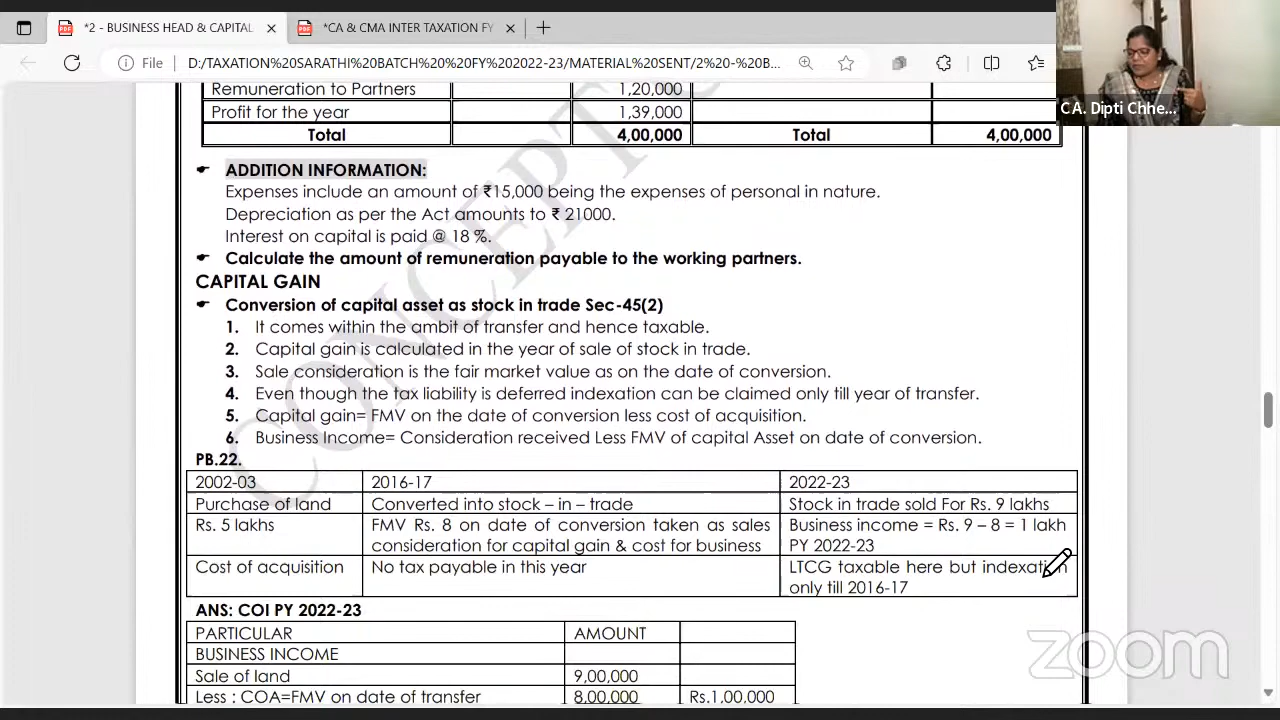 *2 - BUSINESS HEAD & CAPITAL
*CA & CMA INTER TAXATION FY
File
D:/TAXATION%20SARATHI%20BATCH%20%20FY%202022-23/MATERIAL%20SENT/2%20-%20B...
C A. Dipti Chhe...
Remuneration to Partners 1,20,000
Profit for the year 1,39,000
Total 4,00,000 Total 4,00,000
ADDITION INFORMATION:
Expenses include an amount of ₹15,000 being the expenses of personal in nature.
Depreciation as per the Act amounts to ₹ 21000.
Interest on capital is paid @ 18 %.
Calculate the amount of remuneration payable to the working partners.
CAPITAL GAIN
Conversion of capital asset as stock in trade Sec-45(2)
1. It comes within the ambit of transfer and hence taxable.
2. Capital gain is calculated in the year of sale of stock in trade.
3. Sale consideration is the fair market value as on the date of conversion.
4. Even though the tax liability is deferred indexation can be claimed only till year of transfer.
5. Capital gain= FMV on the date of conversion less cost of acquisition.
6. Business Income= Consideration received Less FMV of capital Asset on date of conversion.
PB.22.
2002-03 2016-17 2022-23
Purchase of land Converted into stock – in – trade Stock in trade sold For Rs. 9 lakhs
Rs. 5 lakhs FMV Rs. 8 on date of conversion taken as sales Business income = Rs. 9 – 8 = 1 lakh
consideration for capital gain & cost for business PY 2022-23
Cost of acquisition No tax payable in this year LTCG taxable here but indexation
only till 2016-17
ANS: COI PY 2022-23
PARTICULAR AMOUNT
BUSINESS INCOME
Sale of land 9,00,000
Less : COA=FMV on date of transfer 8,00,000 Rs.1,00,000
CONCEPT
zoom